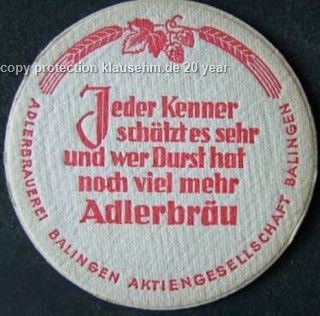 copy protection klausehm.de 20 year
Jeder Kenner
schätzt es sehr
und wer Durst hat
noch viel mehr
Adlerbräu
ADLERBRAUEREI BALINGEN AKTIENGESELLSCHAFT BALINGEN